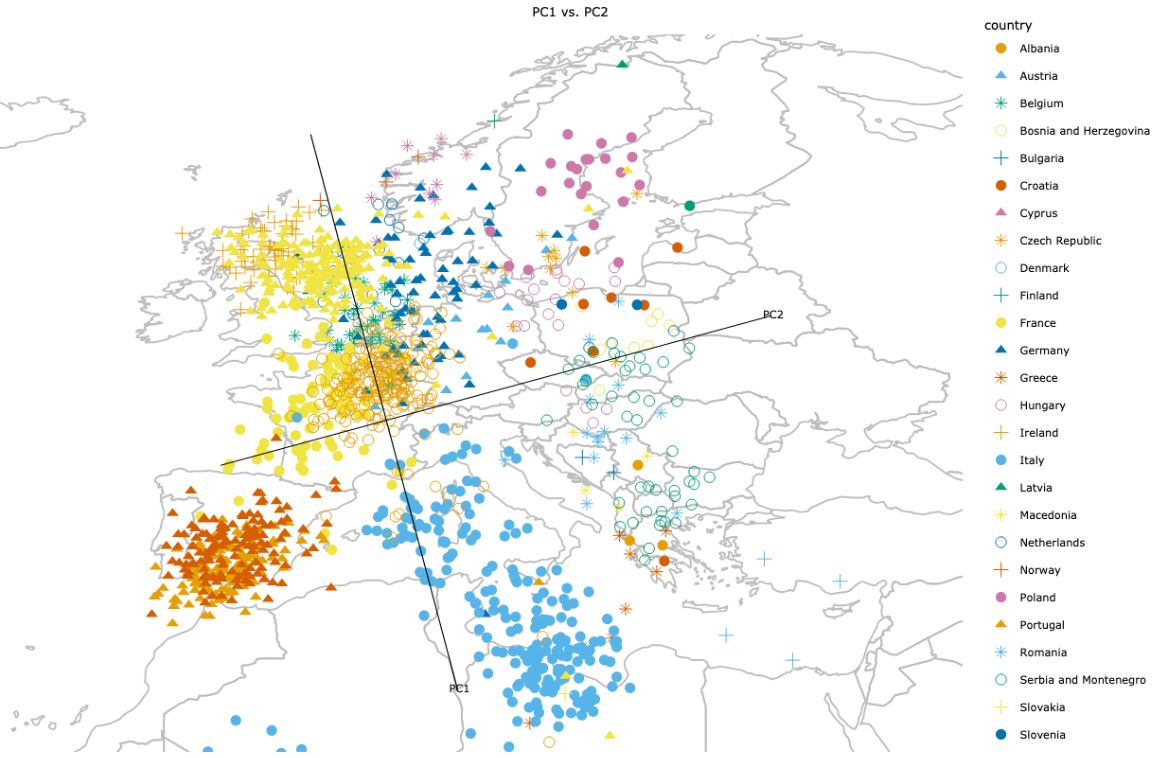 PC1 vs. PC2
country
Albania
Austria
Belgium
Bosnia and Herzegovina
Bulgaria
Croatia
Cyprus
Czech Republic
Denmark
Finland
France
Germany
Greece
Hungary
Ireland
Italy
Latvia
Macedonia
Netherlands
Norway
Poland
Portugal
Romania
Serbia and Montenegro
Slovakia
Slovenia
PC2
PC1